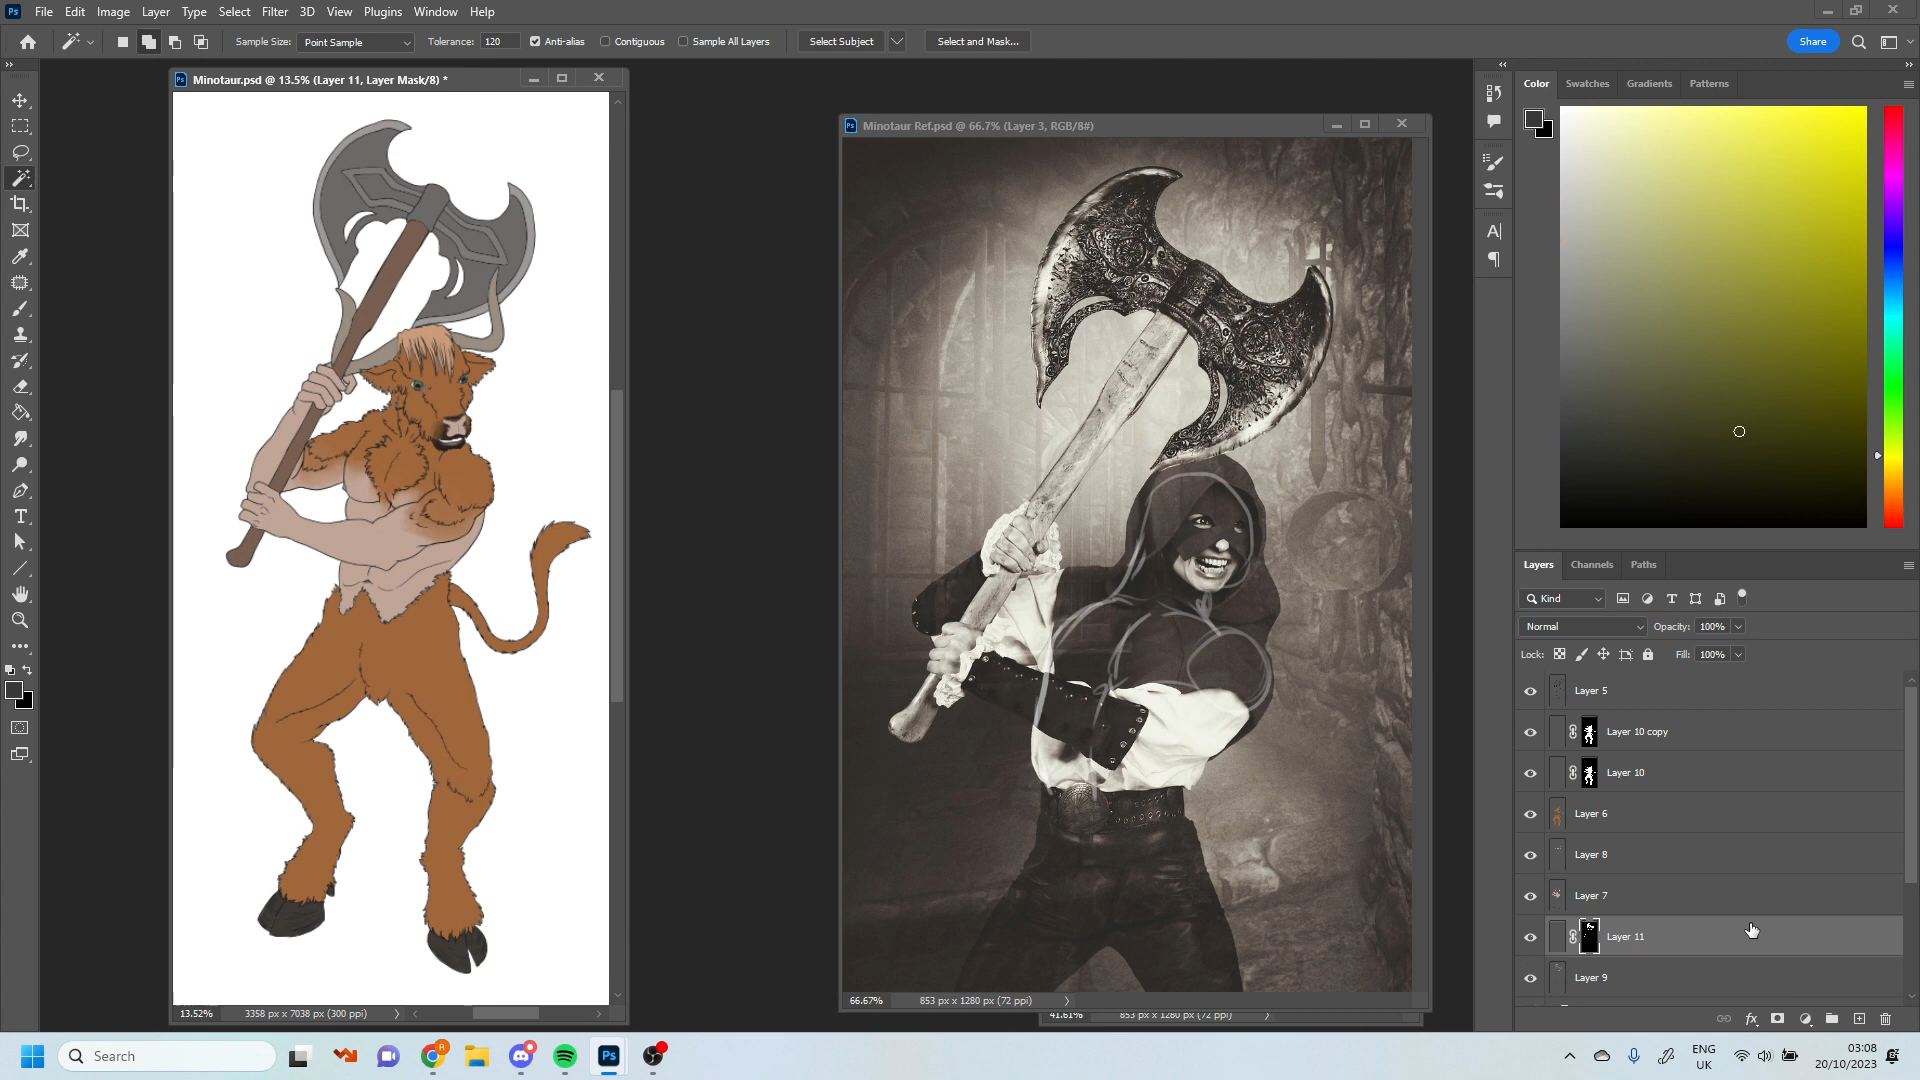 Ps File Edit Image Layer Type Select Filter 3D View Plugins Window Help
Sample Size: Point Sample Tolerance: 120 Anti-alias Contiguous Sample All Layers Select Subject Select and Mask... Share
Ps Minotaur.psd @ 13.5% (Layer 11, Layer Mask/8) *
Ps Minotaur Ref.psd @ 66.7% (Layer 3, RGB/8#)
Color Swatches Gradients Patterns
Layers Channels Paths
Kind
Normal Opacity: 100%
Lock: Fill: 100%
Layer 5
Layer 10 copy
Layer 10
Layer 6
Layer 8
Layer 7
Layer 11
Layer 9
66.67% 853 px x 1280 px (72 ppi)
13.52% 3358 px x 7038 px (300 ppi)
41.61% 853 px x 1280 px (72 ppi)
Search
R
Ps
ENG
UK
03:08
20/10/2023